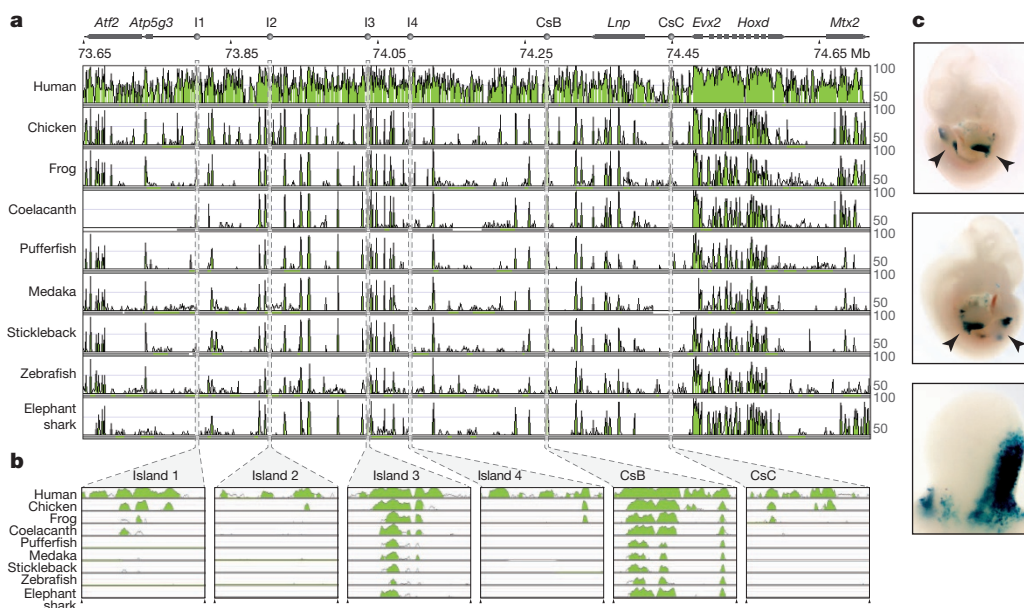 a
c
Atf2 Atp5g3 I1 I2 I3 I4 CsB Lnp CsC Evx2 Hoxd Mtx2
73.65 73.85 74.05 74.25 74.45 74.65 Mb
Human 100 50
Chicken 100 50
Frog 100 50
Coelacanth 100 50
Pufferfish 100 50
Medaka 100 50
Stickleback 100 50
Zebrafish 100 50
Elephant shark 100 50
b
Island 1 Island 2 Island 3 Island 4 CsB CsC
Human
Chicken
Frog
Coelacanth
Pufferfish
Medaka
Stickleback
Zebrafish
Elephant
shark